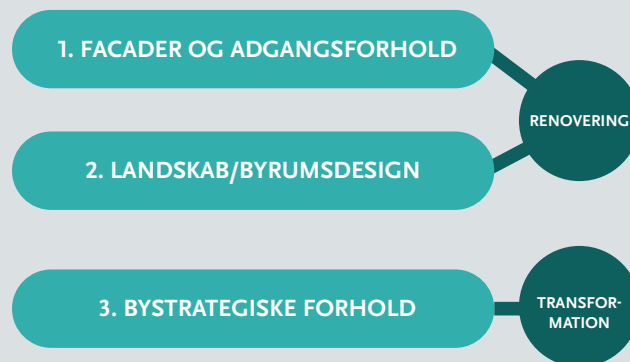 1. FACADER OG ADGANGSFORHOLD
RENOVERING
2. LANDSKAB/BYRUMSDESIGN
3. BYSTRATEGISKE FORHOLD
TRANSFOR-
MATION